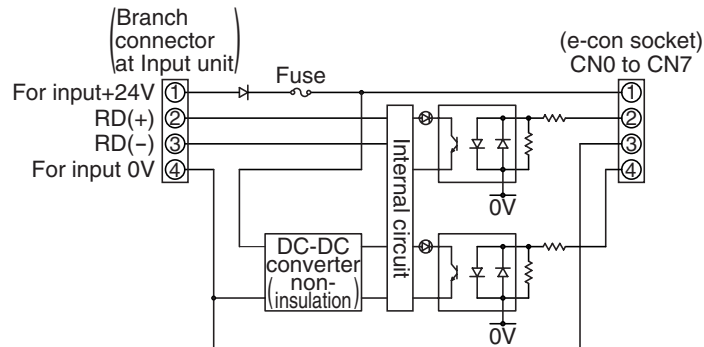 (Branch
connector
at Input unit)
(e-con socket)
CN0 to CN7
Fuse
For input+24V ①
RD(+) ②
RD(−) ③
For input 0V ④
①
②
③
④
Internal circuit
0V
DC-DC
converter
(non-
insulation)
0V